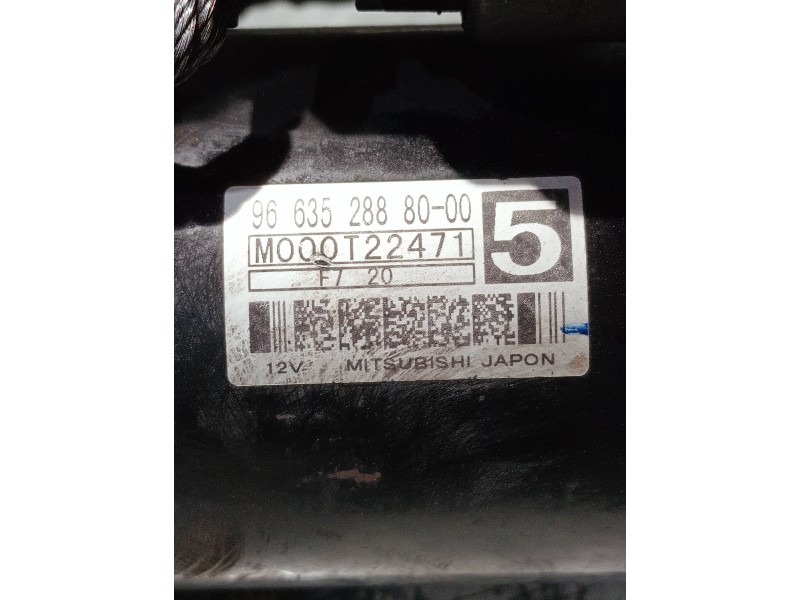 96 635 288 80-00
5
M000T22471
F7 20
12V MITSUBISHI JAPON